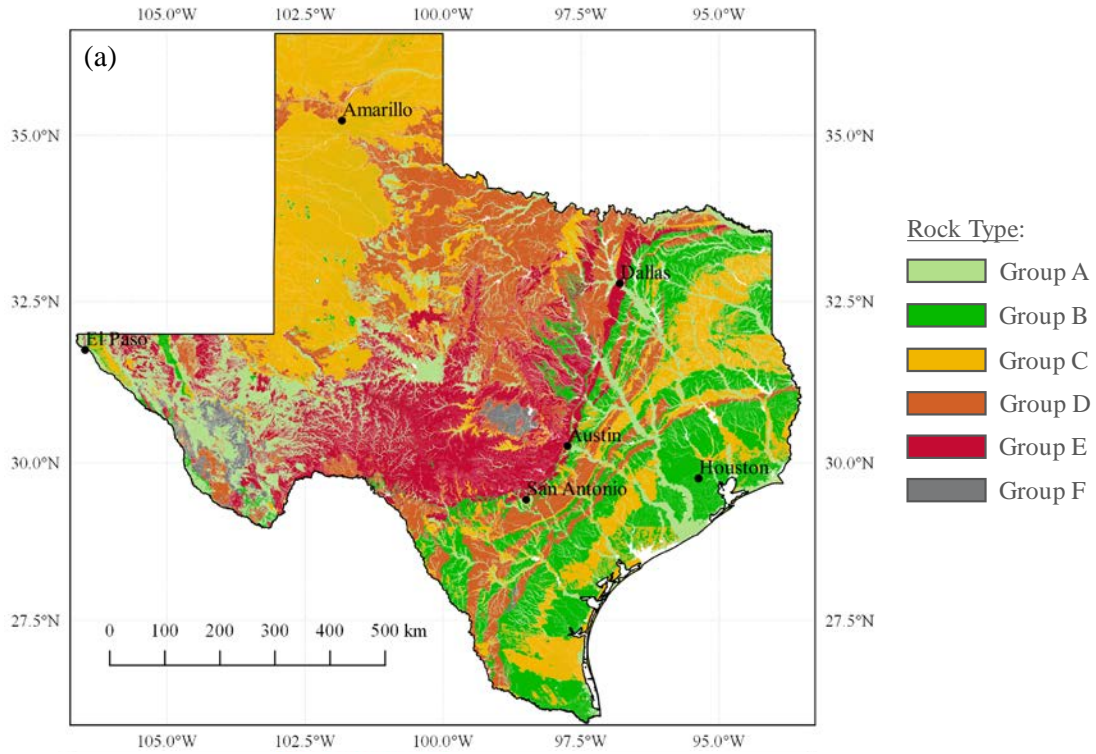 105.0°W 102.5°W 100.0°W 97.5°W 95.0°W
(a)
Amarillo
35.0°N 35.0°N
Rock Type:
Group A
Dallas
32.5°N 32.5°N
Group B
El Paso
Group C
Group D
Austin
Group E
30.0°N 30.0°N
Houston
San Antonio
Group F
27.5°N 27.5°N
0 100 200 300 400 500 km
105.0°W 102.5°W 100.0°W 97.5°W 95.0°W